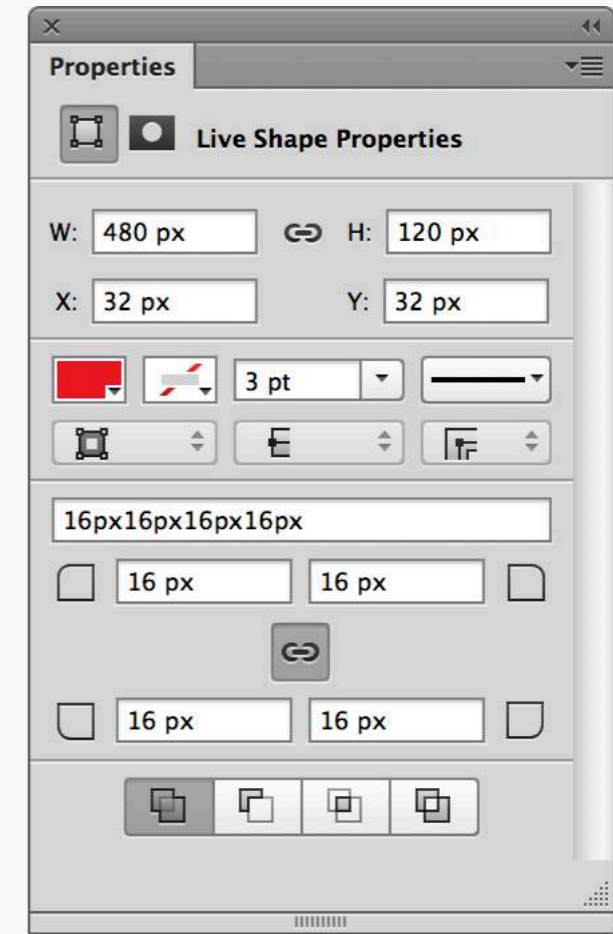 Properties
Live Shape Properties
W: 480 px H: 120 px
X: 32 px Y: 32 px
3 pt
16px16px16px16px
16 px 16 px
16 px 16 px